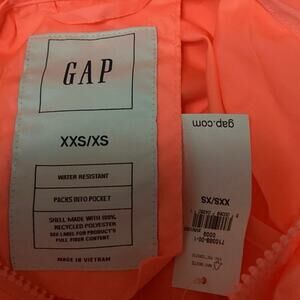 GAP
XXS/XS
WATER RESISTANT
PACKS INTO POCKET
SHELL MADE WITH 100%
RECYCLED POLYESTER
SEE LABEL FOR PRODUCT'S
FULL FIBER CONTENT.
MADE IN VIETNAM
gap.com
XXS/XS